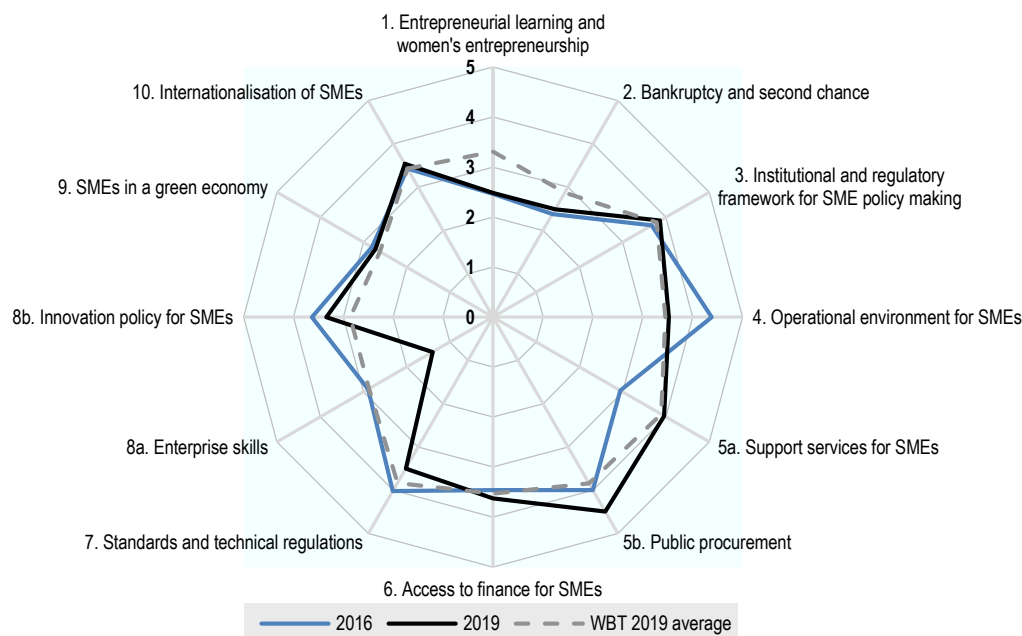 1. Entrepreneurial learning and
women's entrepreneurship
5
10. Internationalisation of SMEs
2. Bankruptcy and second chance
4
3
9. SMEs in a green economy
3. Institutional and regulatory
framework for SME policy making
2
1
8b. Innovation policy for SMEs
0
4. Operational environment for SMEs
8a. Enterprise skills
5a. Support services for SMEs
7. Standards and technical regulations
5b. Public procurement
6. Access to finance for SMEs
2016 2019 WBT 2019 average